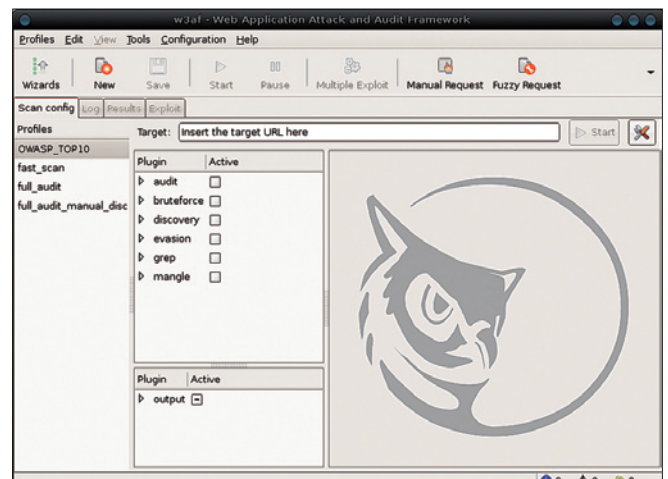 w3af - Web Application Attack and Audit Framework
Profiles Edit View Tools Configuration Help
Wizards New Save Start Pause Multiple Exploit Manual Request Fuzzy Request
Scan config Log Results Exploit
Profiles
OWASP_TOP10
fast_scan
full_audit
full_audit_manual_disc
Target: Insert the target URL here Start
Plugin Active
audit
bruteforce
discovery
evasion
grep
mangle
Plugin Active
output